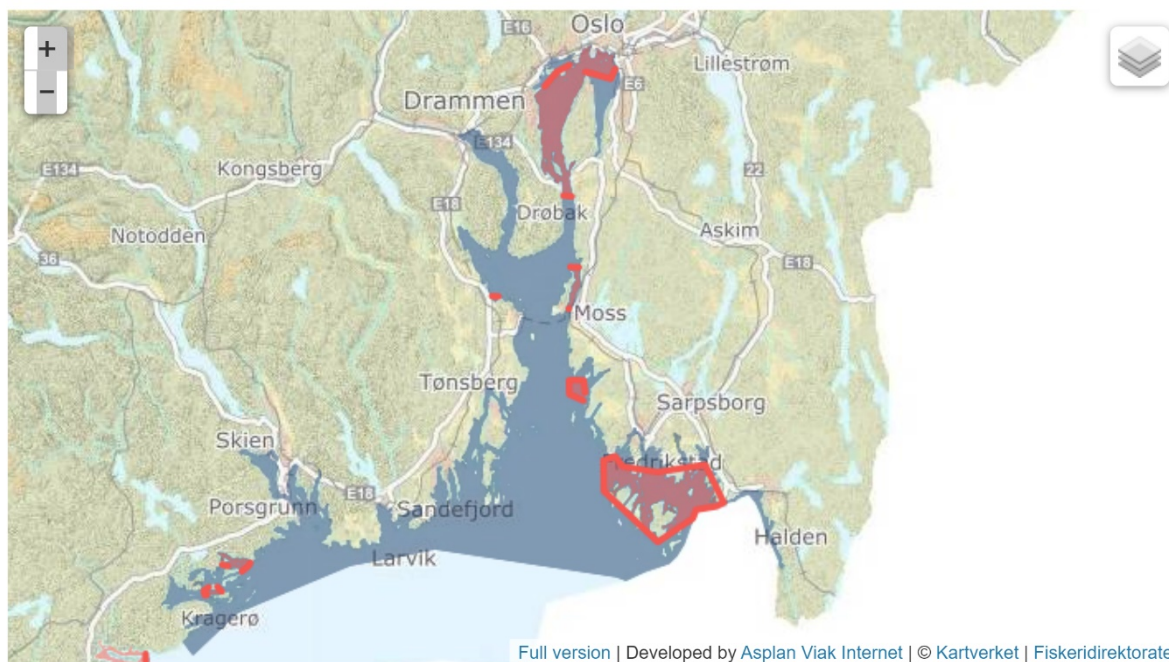 +
−
E16
Oslo
Lillestrøm
E6
Drammen
E134
E134
Kongsberg
22
E18
Drøbak
Notodden
Askim
36
E18
Moss
Tønsberg
Sarpsborg
Skien
Fredrikstad
E18
Porsgrunn
Sandefjord
Halden
Larvik
Kragerø
Full version | Developed by Asplan Viak Internet | © Kartverket | Fiskeridirektorate